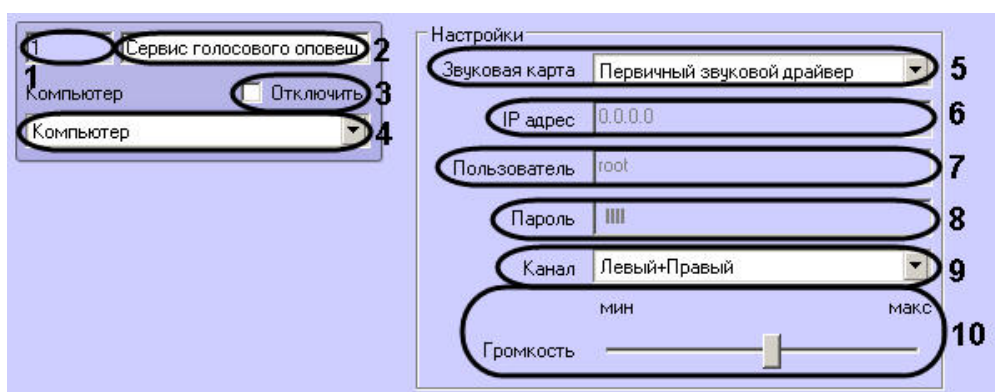 1
Сервис голосового оповещ
2
1
Компьютер
Отключить
3
Компьютер
4
Настройки
Звуковая карта
Первичный звуковой драйвер
5
IP адрес
0.0.0.0
6
Пользователь
root
7
Пароль
8
Канал
Левый+Правый
9
мин
макс
Громкость
10